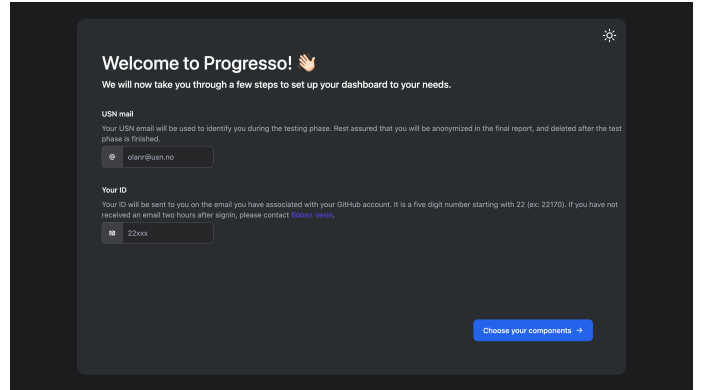 Welcome to Progresso! 👋🏻
We will now take you through a few steps to set up your dashboard to your needs.
USN mail
Your USN email will be used to identify you during the testing phase. Rest assured that you will be anonymized in the final report, and deleted after the test
phase is finished.
@ olanr@usn.no
Your ID
Your ID will be sent to you on the email you have associated with your GitHub account. It is a five digit number starting with 22 (ex: 22170). If you have not
received an email two hours after signin, please contact Boban Vesin.
22xxx
Choose your components →